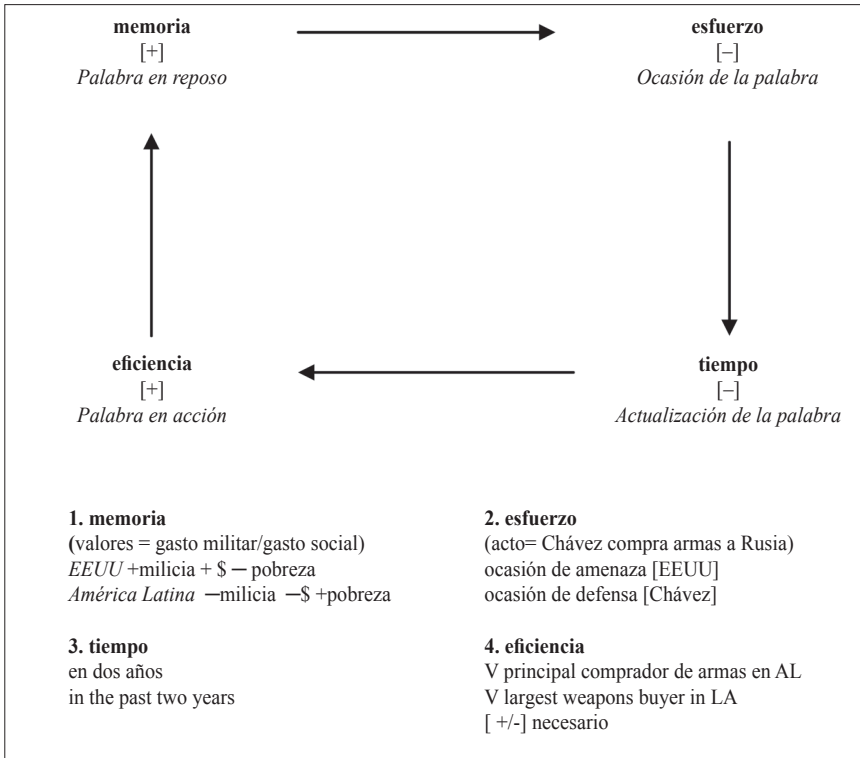 memoria
[+]
Palabra en reposo
esfuerzo
[–]
Ocasión de la palabra
eficiencia
[+]
Palabra en acción
tiempo
[–]
Actualización de la palabra
1. memoria
(valores = gasto militar/gasto social)
EEUU +milicia + $ — pobreza
América Latina —milicia —$ +pobreza
2. esfuerzo
(acto= Chávez compra armas a Rusia)
ocasión de amenaza [EEUU]
ocasión de defensa [Chávez]
3. tiempo
en dos años
in the past two years
4. eficiencia
V principal comprador de armas en AL
V largest weapons buyer in LA
[ +/-] necesario